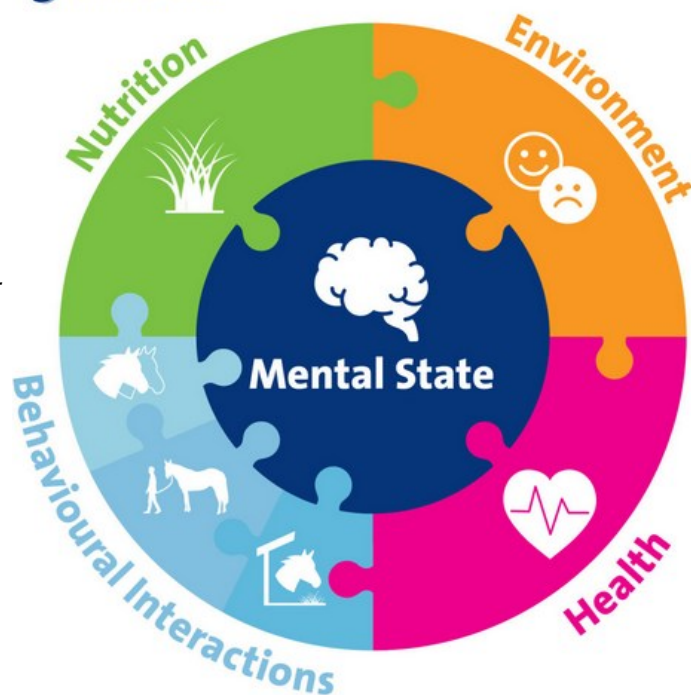 Nutrition
Environment
Mental State
Behavioural Interactions
Health